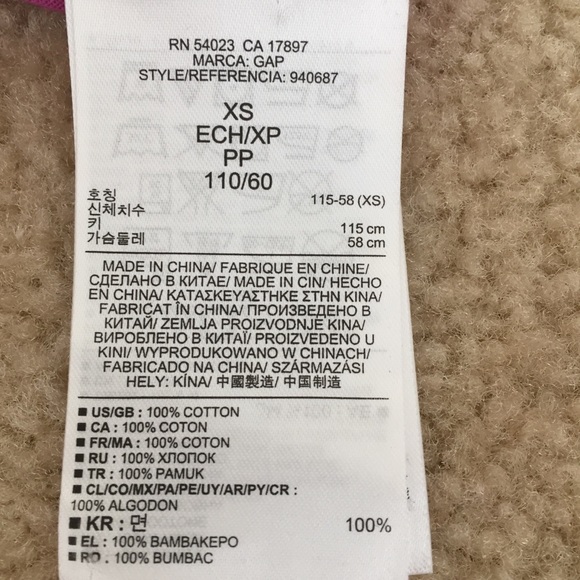 RN 54023 CA 17897
MARCA: GAP
STYLE/REFERENCIA: 940687
XS
ECH/XP
PP
110/60
호칭 115-58 (XS)
신체치수
키 115 cm
가슴둘레 58 cm
MADE IN CHINA/ FABRIQUE EN CHINE/
СДЕЛАНО В КИТАЕ/ MADE IN CIN/ HECHO
EN CHINA/ ΚΑΤΑΣΚΕΥΑΣΤΗΚΕ ΣΤΗΝ ΚΙΝΑ/
FABRICAT ÎN CHINA/ ПРОИЗВЕДЕНО В
КИТАЙ/ ZEMLJA PROIZVODNJE KINA/
ВИРОБЛЕНО В КИТАЇ/ PROIZVEDENO U
KINI/ WYPRODUKOWANO W CHINACH/
FABRICADO NA CHINA/ SZÁRMAZÁSI
HELY: KÍNA/ 中國製造/ 中国制造
■ US/GB : 100% COTTON
■ CA : 100% COTON
■ FR/MA : 100% COTON
■ RU : 100% ХЛОПОК
■ TR : 100% PAMUK
■ CL/CO/MX/PA/PE/UY/AR/PY/CR :
100% ALGODON
■ KR : 면 100%
■ EL : 100% ΒΑΜΒΑΚΕΡΟ
■ RO : 100% BUMBAC